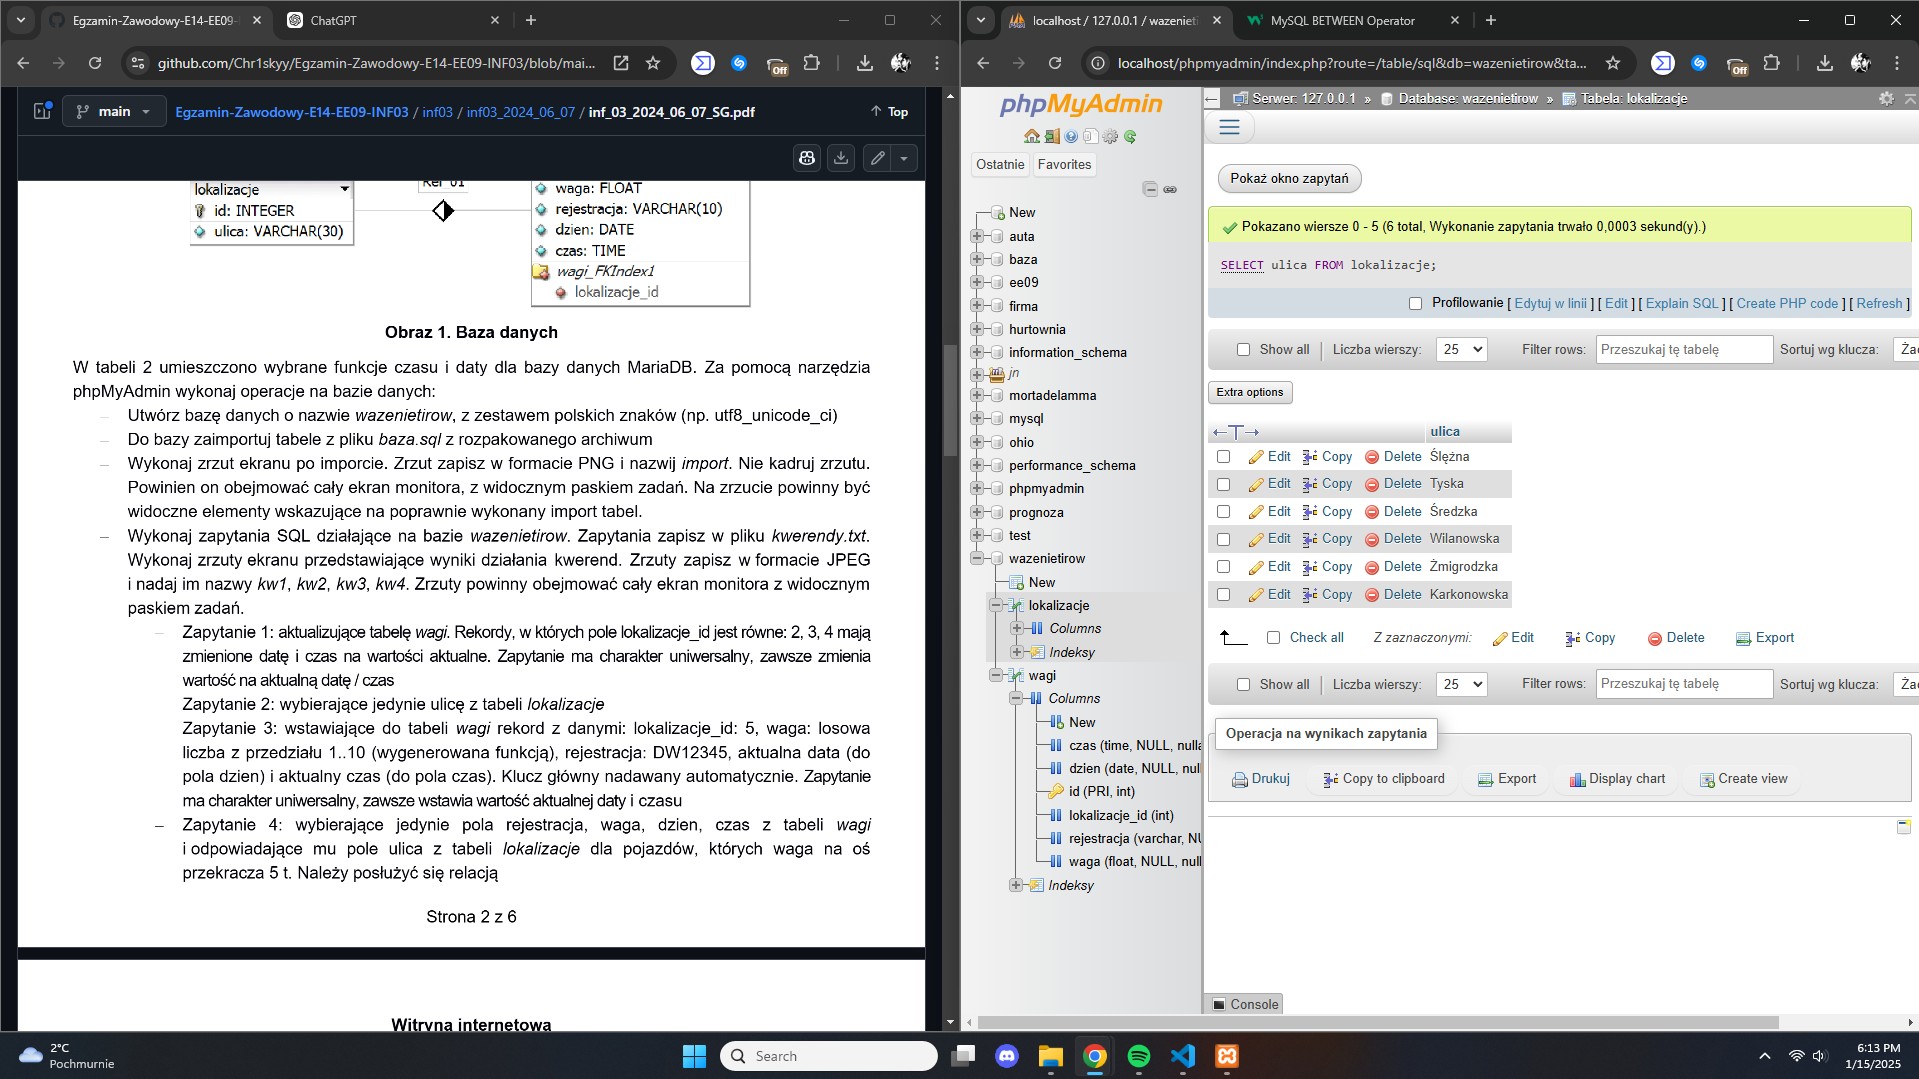 Egzamin-Zawodowy-E14-EE09-
ChatGPT
github.com/Chr1skyy/Egzamin-Zawodowy-E14-EE09-INF03/blob/mai...
Off
main
Egzamin-Zawodowy-E14-EE09-INF03 / inf03 / inf03_2024_06_07 / inf_03_2024_06_07_SG.pdf
Top
lokalizje
id: INTEGER
ulica: VARCHAR(30)
Rel_01
waga: FLOAT
rejestracja: VARCHAR(10)
dzien: DATE
czas: TIME
wagi_FKIndex1
lokalizacje_id
Obraz 1. Baza danych
W tabeli 2 umieszczono wybrane funkcje czasu i daty dla bazy danych MariaDB. Za pomocą narzędzia
phpMyAdmin wykonaj operacje na bazie danych:
– Utwórz bazę danych o nazwie wazenietirow, z zestawem polskich znaków (np. utf8_unicode_ci)
– Do bazy zaimportuj tabele z pliku baza.sql z rozpakowanego archiwum
– Wykonaj zrzut ekranu po imporcie. Zrzut zapisz w formacie PNG i nazwij import. Nie kadruj zrzutu.
Powinien on obejmować cały ekran monitora, z widocznym paskiem zadań. Na zrzucie powinny być
widoczne elementy wskazujące na poprawnie wykonany import tabel.
– Wykonaj zapytania SQL działające na bazie wazenietirow. Zapytania zapisz w pliku kwerendy.txt.
Wykonaj zrzuty ekranu przedstawiające wyniki działania kwerend. Zrzuty zapisz w formacie JPEG
i nadaj im nazwy kw1, kw2, kw3, kw4. Zrzuty powinny obejmować cały ekran monitora z widocznym
paskiem zadań.
– Zapytanie 1: aktualizujące tabelę wagi. Rekordy, w których pole lokalizacje_id jest równe: 2, 3, 4 mają
zmienione datę i czas na wartości aktualne. Zapytanie ma charakter uniwersalny, zawsze zmienia
wartość na aktualną datę / czas
Zapytanie 2: wybierające jedynie ulicę z tabeli lokalizacje
Zapytanie 3: wstawiające do tabeli wagi rekord z danymi: lokalizacje_id: 5, waga: losowa
liczba z przedziału 1..10 (wygenerowana funkcją), rejestracja: DW12345, aktualna data (do
pola dzien) i aktualny czas (do pola czas). Klucz główny nadawany automatycznie. Zapytanie
ma charakter uniwersalny, zawsze wstawia wartość aktualnej daty i czasu
– Zapytanie 4: wybierające jedynie pola rejestracja, waga, dzien, czas z tabeli wagi
i odpowiadające mu pole ulica z tabeli lokalizacje dla pojazdów, których waga na oś
przekracza 5 t. Należy posłużyć się relacją
Strona 2 z 6
Witryna internetowa
localhost / 127.0.0.1 / wazenieti
MySQL BETWEEN Operator
localhost/phpmyadmin/index.php?route=/table/sql&db=wazenietirow&ta...
Off
phpMyAdmin
Ostatnie
Favorites
New
auta
baza
ee09
firma
hurtownia
information_schema
jn
mortadelamma
mysql
ohio
performance_schema
phpmyadmin
prognoza
test
wazenietirow
New
lokalizacje
Columns
Indeksy
wagi
Columns
New
czas (time, NULL, nulla
dzien (date, NULL, nul
id (PRI, int)
lokalizacje_id (int)
rejestracja (varchar, NU
waga (float, NULL, null
Indeksy
Serwer: 127.0.0.1 » Database: wazenietirow » Tabela: lokalizacje
Pokaż okno zapytań
Pokazano wiersze 0 - 5 (6 total, Wykonanie zapytania trwało 0,0003 sekund(y).)
SELECT ulica FROM lokalizacje;
Profilowanie [ Edytuj w linii ] [ Edit ] [ Explain SQL ] [ Create PHP code ] [ Refresh ]
Show all | Liczba wierszy: 25 Filter rows: Przeszukaj tę tabelę Sortuj wg klucza: Ża
Extra options
←T→ ulica
Edit Copy Delete Ślężna
Edit Copy Delete Tyska
Edit Copy Delete Średzka
Edit Copy Delete Wilanowska
Edit Copy Delete Żmigrodzka
Edit Copy Delete Karkonowska
Check all Z zaznaczonymi: Edit Copy Delete Export
Show all | Liczba wierszy: 25 Filter rows: Przeszukaj tę tabelę Sortuj wg klucza: Ża
Operacja na wynikach zapytania
Drukuj Copy to clipboard Export Display chart Create view
Console
2°C
Pochmurnie
Search
6:13 PM
1/15/2025